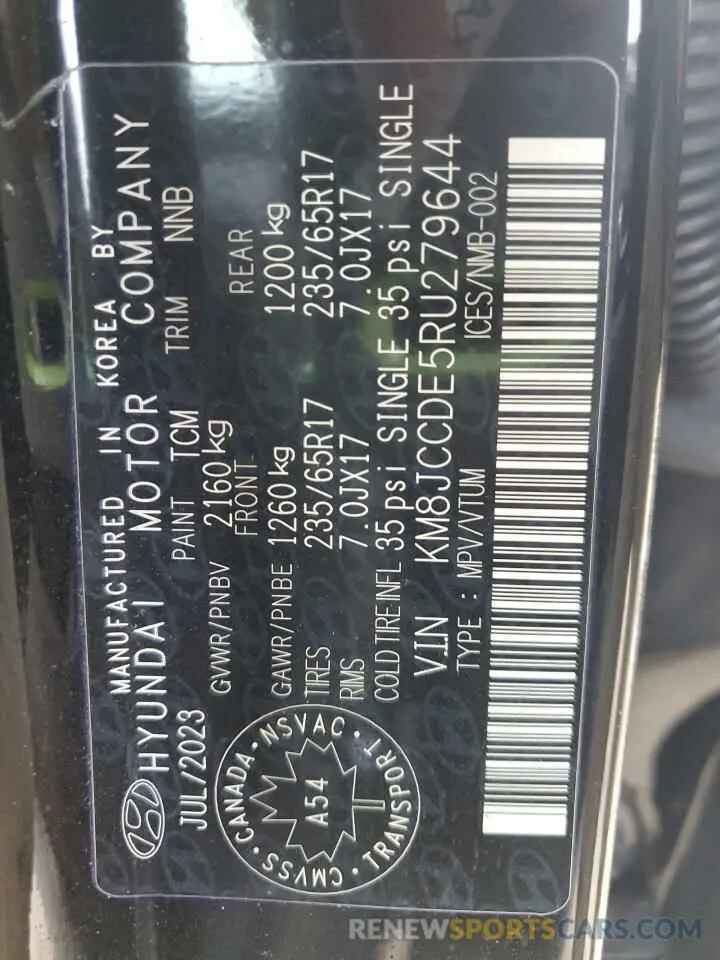 MANUFACTURED IN KOREA BY
HYUNDAI MOTOR COMPANY
JUL/2023 PAINT TCM TRIM NNB
GVWR/PNBV 2160 kg
FRONT REAR
GAWR/PNBE 1260 kg 1200 kg
TIRES 235/65R17 235/65R17
RMS 7.0JX17 7.0JX17
COLD TIRE INFL 35 psi SINGLE 35 psi SINGLE
VIN KM8JCCDE5RU279644
TYPE : MPV/VTUM ICES/NMB-002
CMVSS • CANADA • NSVAC • TRANSPORT •
A54
RENEWSPORTSCARS.COM